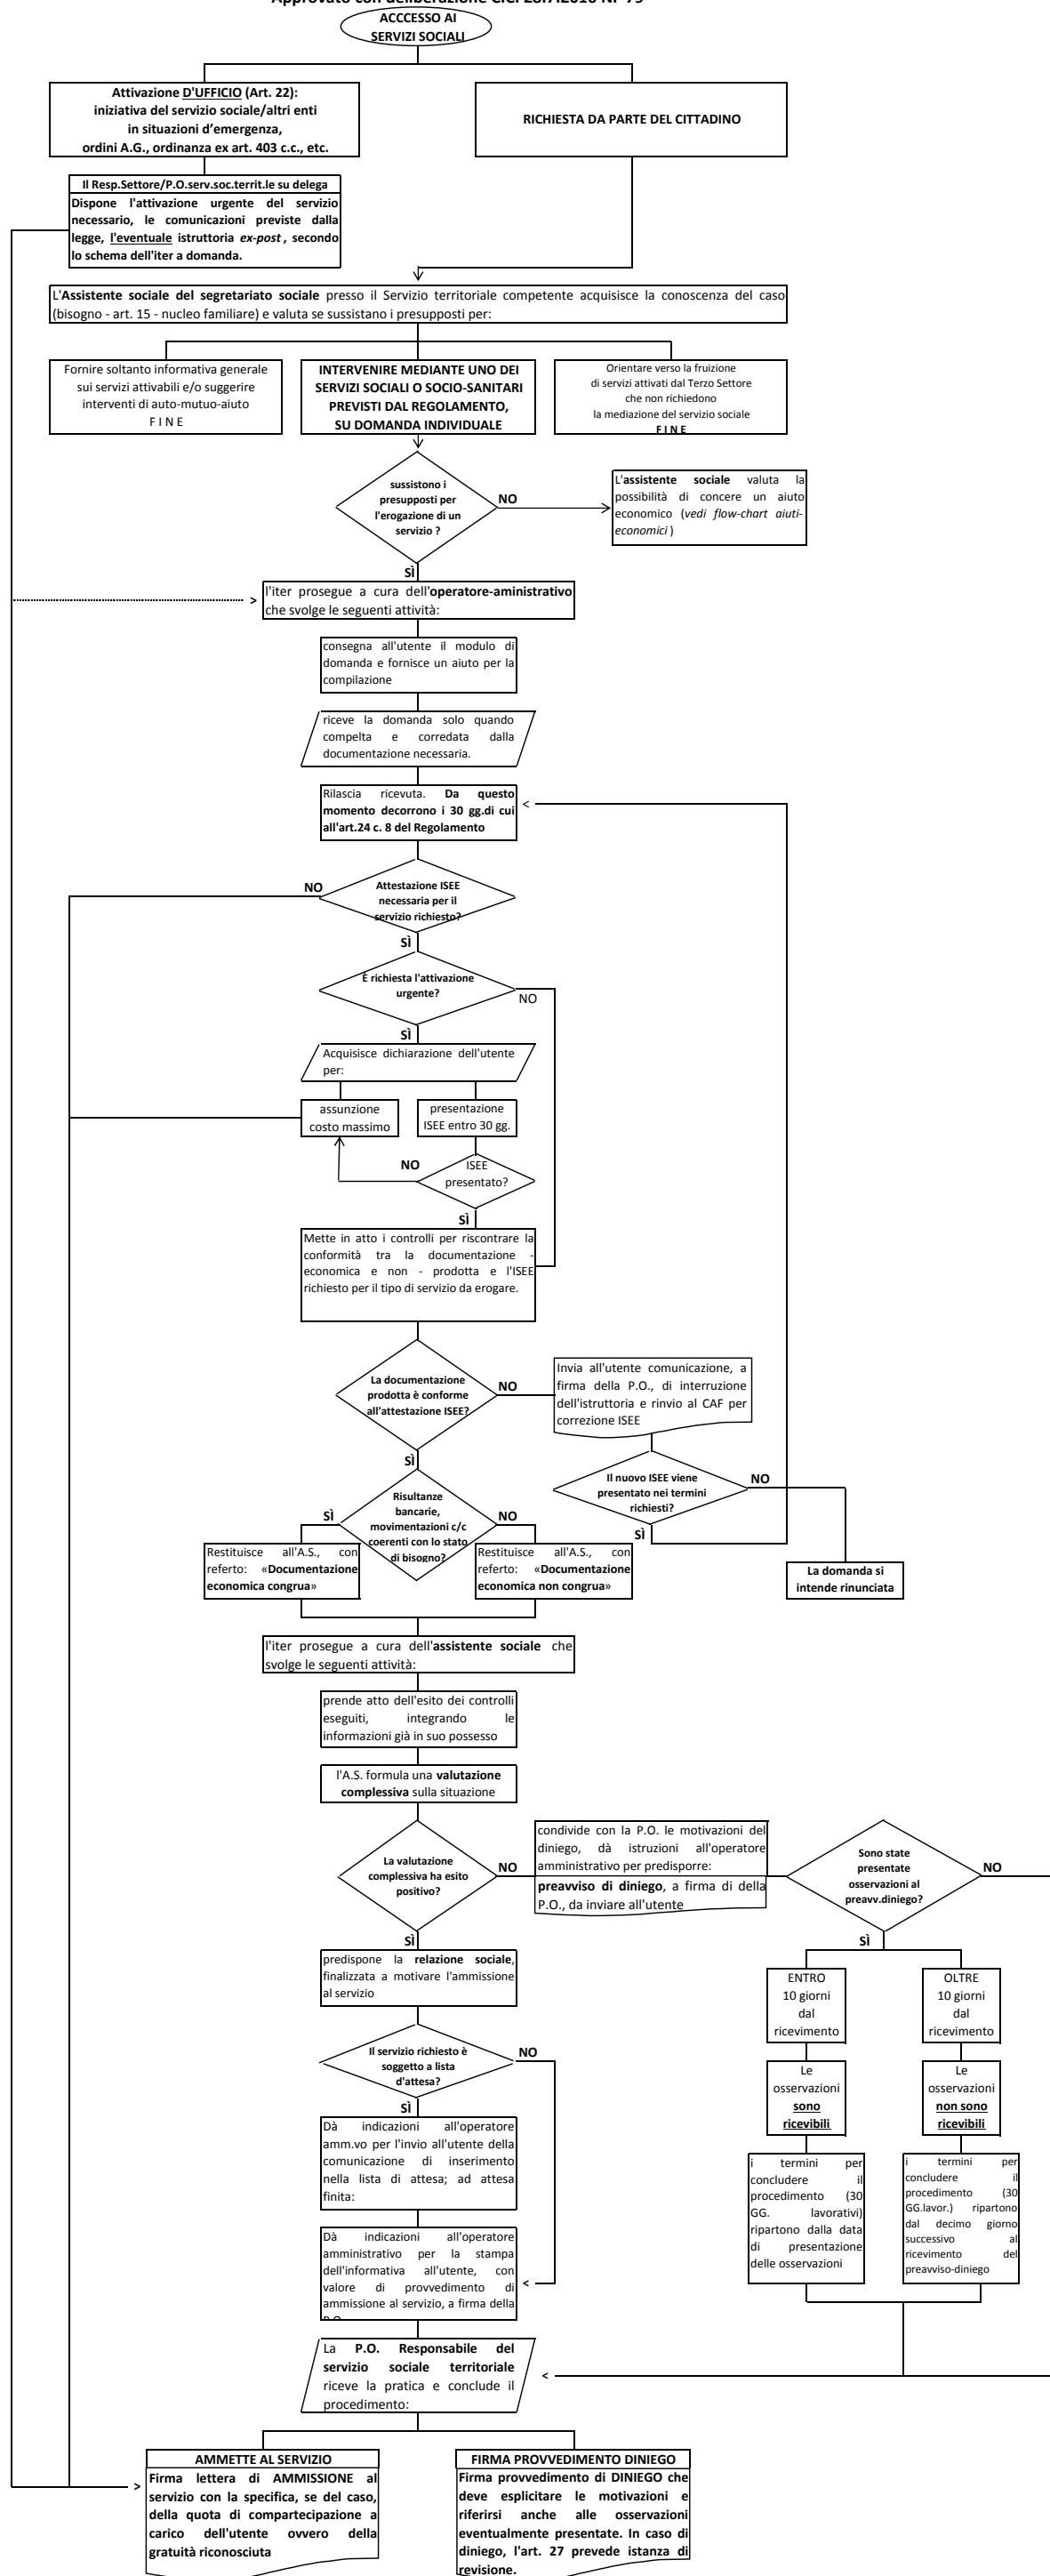 Approvato con deliberazione C.C. 28.7.2016 Nr 79
ACCCESSO AI
SERVIZI SOCIALI
Attivazione D'UFFICIO (Art. 22):
iniziativa del servizio sociale/altri enti
in situazioni d'emergenza,
ordini A.G., ordinanza ex art. 403 c.c., etc.
RICHIESTA DA PARTE DEL CITTADINO
Il Resp.Settore/P.O.serv.soc.territ.le su delega
Dispone l'attivazione urgente del servizio
necessario, le comunicazioni previste dalla
legge, l'eventuale istruttoria ex-post, secondo
lo schema dell'iter a domanda.
L'Assistente sociale del segretariato sociale presso il Servizio territoriale competente acquisisce la conoscenza del caso
(bisogno - art. 15 - nucleo familiare) e valuta se sussistano i presupposti per:
Fornire soltanto informativa generale
sui servizi attivabili e/o suggerire
interventi di auto-mutuo-aiuto
F I N E
INTERVENIRE MEDIANTE UNO DEI
SERVIZI SOCIALI O SOCIO-SANITARI
PREVISTI DAL REGOLAMENTO,
SU DOMANDA INDIVIDUALE
Orientare verso la fruizione
di servizi attivati dal Terzo Settore
che non richiedono
la mediazione del servizio sociale
F I N E
sussistono i
presupposti per
l'erogazione di un
servizio ?
NO
L'assistente sociale valuta la
possibilità di concere un aiuto
economico (vedi flow-chart aiuti-
economici )
SÌ
>
l'iter prosegue a cura dell'operatore-aministrativo
che svolge le seguenti attività:
consegna all'utente il modulo di
domanda e fornisce un aiuto per la
compilazione
riceve la domanda solo quando
compelta e corredata dalla
documentazione necessaria.
Rilascia ricevuta. Da questo
momento decorrono i 30 gg.di cui
all'art.24 c. 8 del Regolamento
<
NO
Attestazione ISEE
necessaria per il
servizio richiesto?
SÌ
È richiesta l'attivazione
urgente?
NO
SÌ
Acquisisce dichiarazione dell'utente
per:
assunzione
costo massimo
presentazione
ISEE entro 30 gg.
NO
ISEE
presentato?
SÌ
Mette in atto i controlli per riscontrare la
conformità tra la documentazione -
economica e non - prodotta e l'ISEE
richiesto per il tipo di servizio da erogare.
La documentazione
prodotta è conforme
all'attestazione ISEE?
NO
Invia all'utente comunicazione, a
firma della P.O., di interruzione
dell'istruttoria e rinvio al CAF per
correzione ISEE
SÌ
Il nuovo ISEE viene
presentato nei termini
richiesti?
NO
SÌ
La domanda si
intende rinunciata
SÌ
Risultanze
bancarie,
movimentazioni c/c
coerenti con lo stato
di bisogno?
NO
Restituisce all'A.S., con
referto: «Documentazione
economica congrua»
Restituisce all'A.S., con
referto: «Documentazione
economica non congrua»
l'iter prosegue a cura dell'assistente sociale che
svolge le seguenti attività:
prende atto dell'esito dei controlli
eseguiti, integrando le
informazioni già in suo possesso
l'A.S. formula una valutazione
complessiva sulla situazione
La valutazione
complessiva ha esito
positivo?
NO
condivide con la P.O. le motivazioni del
diniego, dà istruzioni all'operatore
amministrativo per predisporre:
preavviso di diniego, a firma di della
P.O., da inviare all'utente
Sono state
presentate
osservazioni al
preavv.diniego?
NO
SÌ
SÌ
predispone la relazione sociale,
finalizzata a motivare l'ammissione
al servizio
ENTRO
10 giorni
dal
ricevimento
OLTRE
10 giorni
dal
ricevimento
Il servizio richiesto è
soggetto a lista
d'attesa?
NO
SÌ
Le
osservazioni
sono
ricevibili
Le
osservazioni
non sono
ricevibili
Dà indicazioni all'operatore
amm.vo per l'invio all'utente della
comunicazione di inserimento
nella lista di attesa; ad attesa
finita:
i termini per
concludere il
procedimento (30
GG. lavorativi)
ripartono dalla data
di presentazione
delle osservazioni
i termini per
concludere il
procedimento (30
GG.lavor.) ripartono
dal decimo giorno
successivo al
ricevimento del
preavviso-diniego
Dà indicazioni all'operatore
amministrativo per la stampa
dell'informativa all'utente, con
valore di provvedimento di
ammissione al servizio, a firma della
P.O.
<
La P.O. Responsabile del
servizio sociale territoriale
riceve la pratica e conclude il
procedimento:
<
AMMETTE AL SERVIZIO
Firma lettera di AMMISSIONE al
servizio con la specifica, se del caso,
della quota di compartecipazione a
carico dell'utente ovvero della
gratuità riconosciuta
>
FIRMA PROVVEDIMENTO DINIEGO
Firma provvedimento di DINIEGO che
deve esplicitare le motivazioni e
riferirsi anche alle osservazioni
eventualmente presentate. In caso di
diniego, l'art. 27 prevede istanza di
revisione.